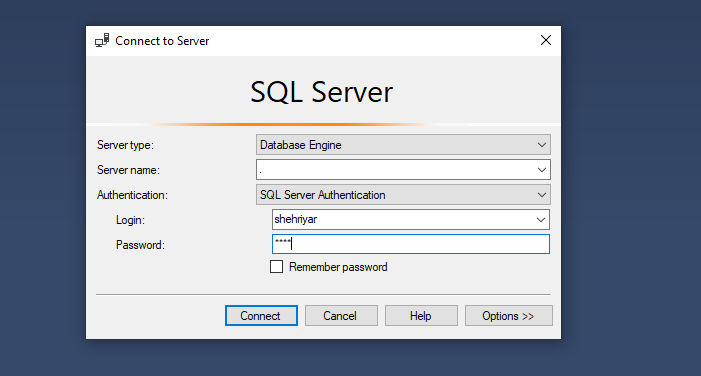 Connect to Server
SQL Server
Server type: Database Engine
Server name: .
Authentication: SQL Server Authentication
Login: shehriyar
Password: ****
Remember password
Connect Cancel Help Options >>